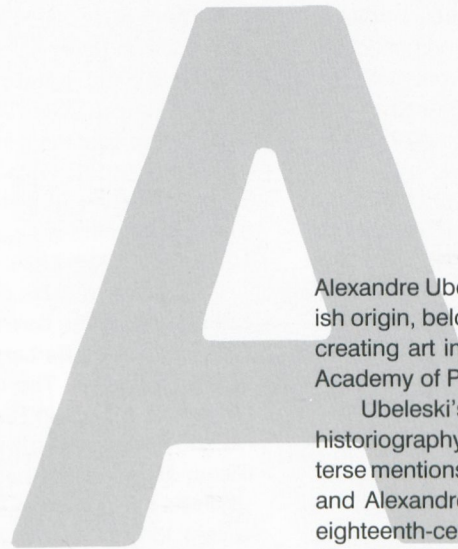 A
Alexandre Ube
ish origin, belo
creating art in
Academy of P
Ubeleski's
historiography
terse mentions
and Alexandre
eighteenth-ce